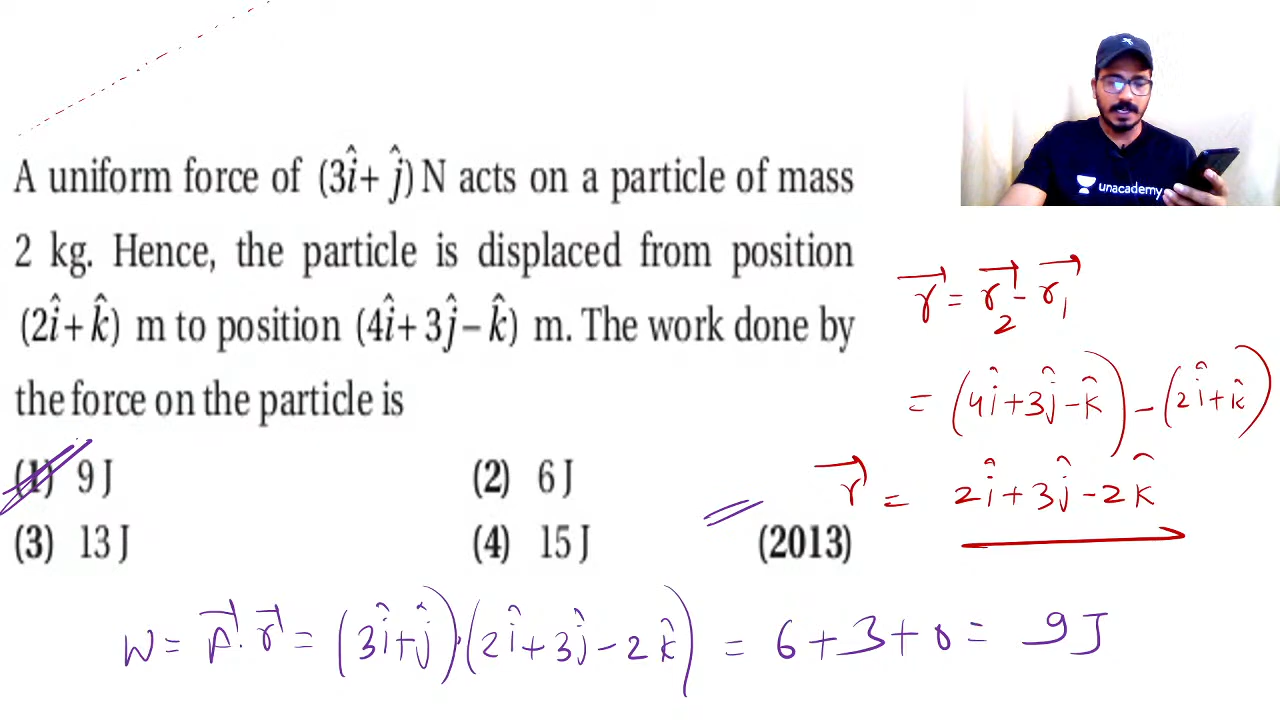 A uniform force of (3î + ĵ) N acts on a particle of mass
2 kg. Hence, the particle is displaced from position
(2î + k̂) m to position (4î + 3ĵ – k̂) m. The work done by
the force on the particle is
(1) 9 J (2) 6 J
(3) 13 J (4) 15 J (2013)
unacademy
r⃗ = r⃗₂ - r⃗₁
= (4î+3ĵ-k̂) - (2î+k̂)
r⃗ = 2î+3ĵ-2k̂
W = F⃗.r⃗ = (3î+ĵ)·(2î+3ĵ-2k̂) = 6+3+0 = 9J